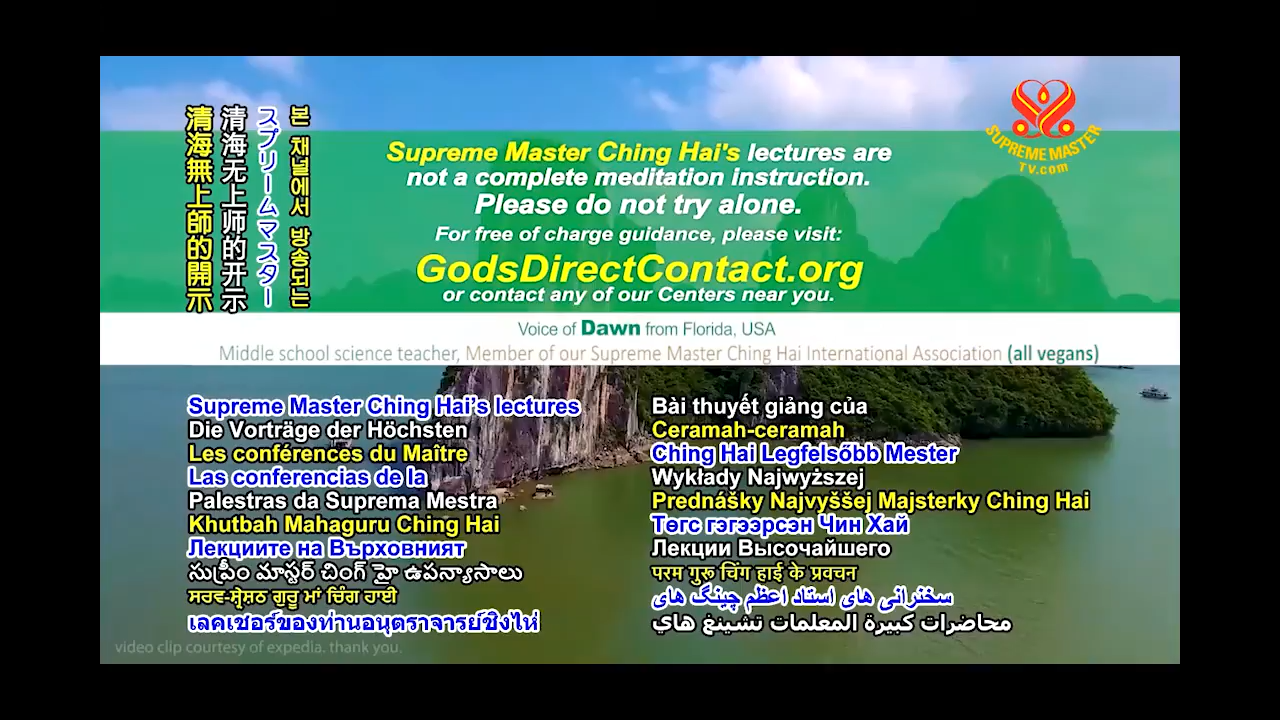 清海無上師的開示
清海无上师的开示
スプリームマスター
본 채널에서 방송되는
Supreme Master Ching Hai's lectures are
not a complete meditation instruction.
Please do not try alone.
For free of charge guidance, please visit:
GodsDirectContact.org
or contact any of our Centers near you.
SUPREME MASTER
TV.com
Voice of Dawn from Florida, USA
Middle school science teacher, Member of our Supreme Master Ching Hai International Association (all vegans)
Supreme Master Ching Hai's lectures
Die Vorträge der Höchsten
Les conférences du Maître
Las conferencias de la
Palestras da Suprema Mestra
Khutbah Mahaguru Ching Hai
Лекциите на Върховният
సుప్రీం మాస్టర్ చింగ్ హై ఉపన్యాసాలు
ਸਰਵ-ਸ਼੍ਰੇਸ਼ਠ ਗੁਰੂ ਮਾਂ ਚਿੰਗ ਹਾਈ
เลคเชอร์ของท่านอนุตราจารย์ชิงไห่
Bài thuyết giảng của
Ceramah-ceramah
Ching Hai Legfelsőbb Mester
Wykłady Najwyższej
Prednášky Najvyššej Majsterky Ching Hai
Төгс гэгээрсэн Чин Хай
Лекции Высочайшего
परम गुरू चिंग हाई के प्रवचन
سخنرانی های استاد اعظم چینگ های
محاضرات كبيرة المعلمات تشينغ هاي
video clip courtesy of expedia. thank you.